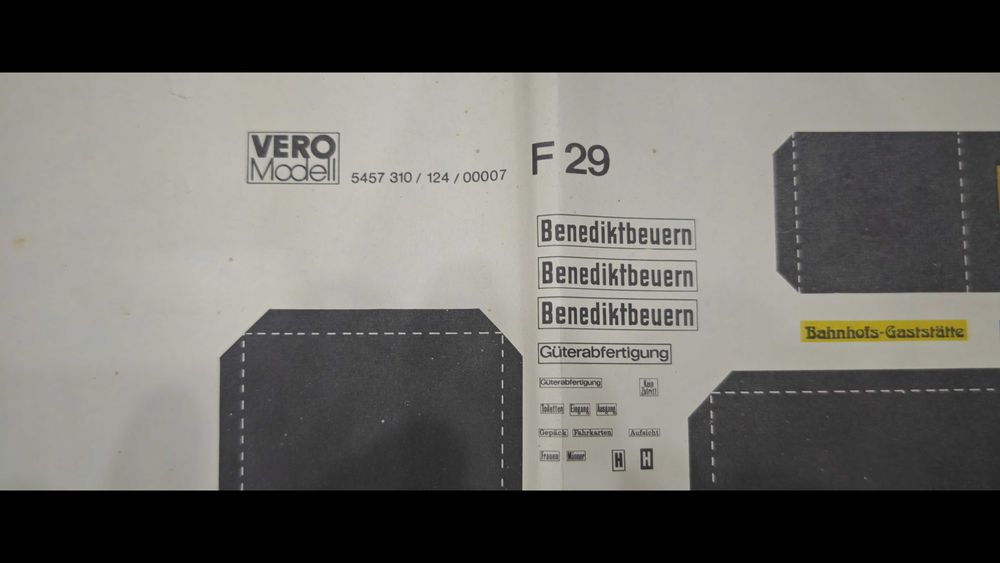 VERO
Modell
5457 310 / 124 / 00007
F 29
Benediktbeuern
Benediktbeuern
Benediktbeuern
Güterabfertigung
Bahnhofs-Gaststätte
Güterabfertigung
Kein
Zutritt
Toiletten
Eingang
Ausgang
Gepäck
Fahrkarten
Aufsicht
Frauen
Männer
H
H